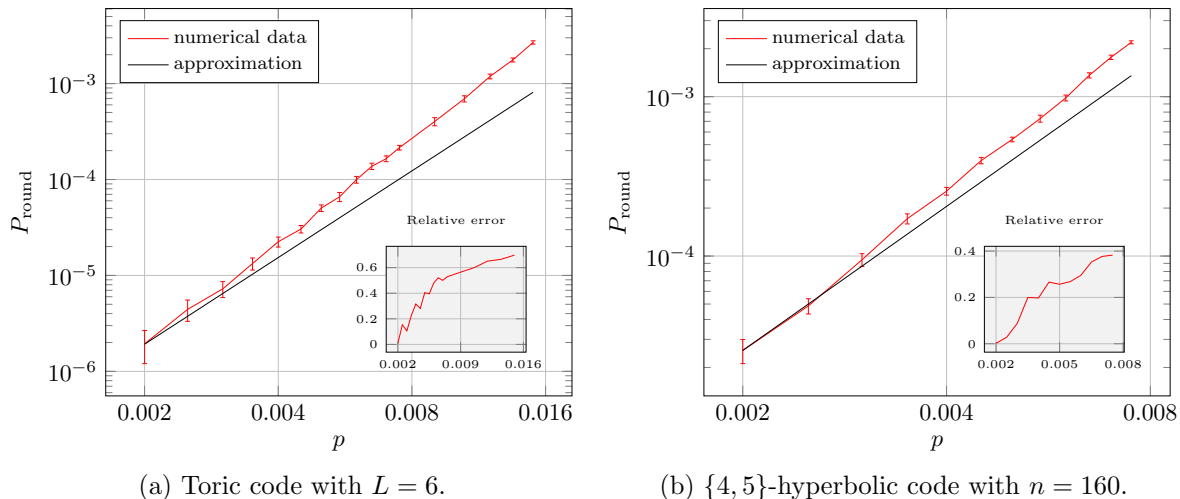 numerical data
approximation
10^{-3}
10^{-4}
10^{-5}
10^{-6}
P_round
Relative error
0.6
0.4
0.2
0
0.002 0.009 0.016
0.002 0.004 0.008 0.016
p
(a) Toric code with L = 6.
numerical data
approximation
10^{-3}
10^{-4}
P_round
Relative error
0.4
0.2
0
0.002 0.005 0.008
0.002 0.004 0.008
p
(b) {4, 5}-hyperbolic code with n = 160.